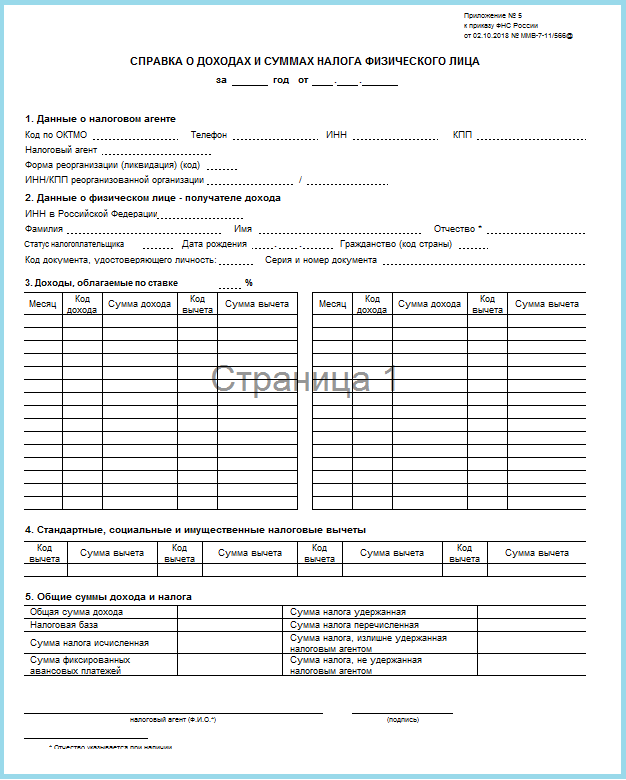 Приложение № 5
к приказу ФНС России
от 02.10.2018 № ММВ-7-11/566@
СПРАВКА О ДОХОДАХ И СУММАХ НАЛОГА ФИЗИЧЕСКОГО ЛИЦА
за ______ год от ____.____.______
1. Данные о налоговом агенте
Код по ОКТМО Телефон ИНН КПП
Налоговый агент
Форма реорганизации (ликвидация) (код)
ИНН/КПП реорганизованной организации /
2. Данные о физическом лице - получателе дохода
ИНН в Российской Федерации
Фамилия Имя Отчество *
Статус налогоплательщика Дата рождения . . Гражданство (код страны)
Код документа, удостоверяющего личность: Серия и номер документа
3. Доходы, облагаемые по ставке %
Месяц Код дохода Сумма дохода Код вычета Сумма вычета Месяц Код дохода Сумма дохода Код вычета Сумма вычета
Страница 1
4. Стандартные, социальные и имущественные налоговые вычеты
Код вычета Сумма вычета Код вычета Сумма вычета Код вычета Сумма вычета Код вычета Сумма вычета
5. Общие суммы дохода и налога
Общая сумма дохода Сумма налога удержанная
Налоговая база Сумма налога перечисленная
Сумма налога исчисленная Сумма налога, излишне удержанная налоговым агентом
Сумма фиксированных авансовых платежей Сумма налога, не удержанная налоговым агентом
налоговый агент (Ф.И.О.*) (подпись)
* Отчество указывается при наличии